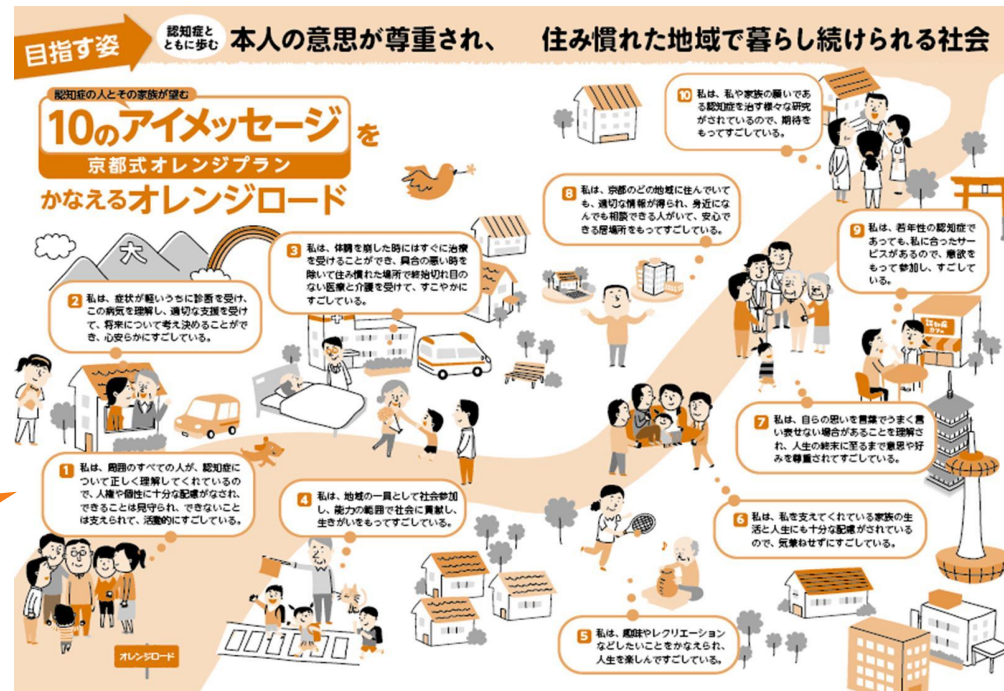 目指す姿
認知症と
ともに歩む
本人の意思が尊重され、 住み慣れた地域で暮らし続けられる社会
認知症の人とその家族が望む
10のアイメッセージを
京都式オレンジプラン
かなえるオレンジロード
10 私は、私や家族の願いであ
る認知症を治す様々な研究
がされているので、期待を
もってすごしている。
8 私は、京都のどの地域に住んでいて
も、適切な情報が得られ、身近にな
んでも相談できる人がいて、安心で
きる居場所をもってすごしている。
9 私は、若年性の認知症で
あっても、私に合ったサー
ビスがあるので、意欲を
もって参加し、すごして
いる。
3 私は、体調を崩した時にはすぐに治療
を受けることができ、具合の悪い時を
除いて住み慣れた場所で終始切れ目の
ない医療と介護を受けて、すこやかに
すごしている。
大
2 私は、症状が軽いうちに診断を受け、
この病気を理解し、適切な支援を受け
て、将来について考え決めることがで
き、心安らかにすごしている。
認知症
カフェ
7 私は、自らの思いを言葉でうまく言
い表せない場合があることを理解さ
れ、人生の終末に至るまで意思や好
みを尊重されてすごしている。
1 私は、周囲のすべての人が、認知症に
ついて正しく理解してくれているの
で、人権や個性に十分な配慮がなされ、
できることは見守られ、できないこと
は支えられて、活動的にすごしている。
4 私は、地域の一員として社会参加
し、能力の範囲で社会に貢献し、
生きがいをもってすごしている。
6 私は、私を支えてくれている家族の生
活と人生にも十分な配慮がされている
ので、気兼ねせずにすごしている。
5 私は、趣味やレクリエーション
などしたいことをかなえられ、
人生を楽しんですごしている。
オレンジロード